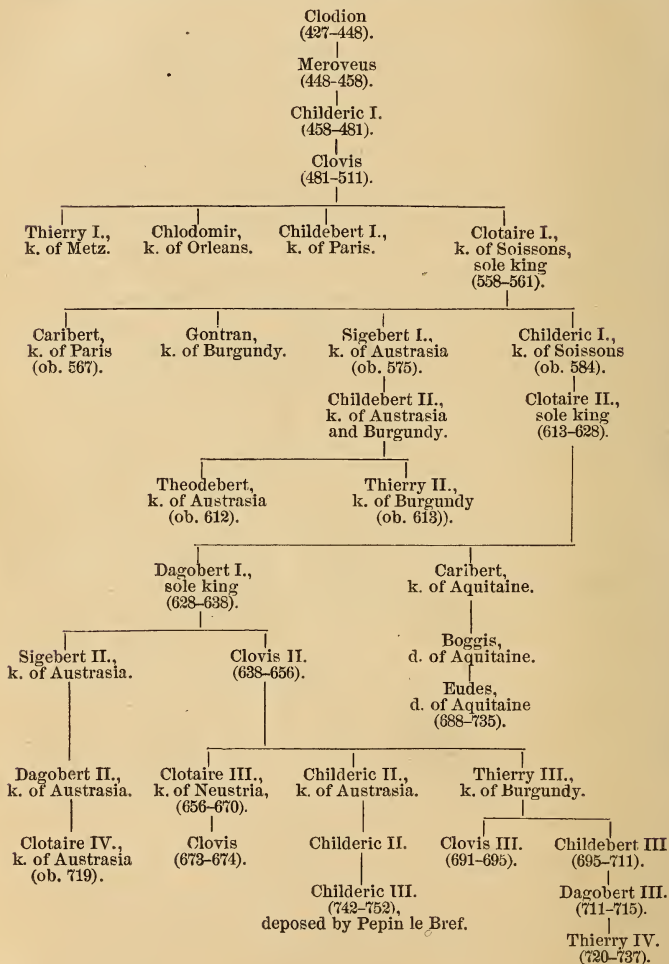 Clodion
(427–448).
Meroveus
(448-458).
Childeric I.
(458–481).
Clovis
(481–511).
Thierry I.,
k. of Metz.
Chlodomir,
k. of Orleans.
Childebert I.,
k. of Paris.
Clotaire I.,
k. of Soissons,
sole king
(558–561).
Caribert,
k. of Paris
(ob. 567).
Gontran,
k. of Burgundy.
Sigebert I.,
k. of Austrasia
(ob. 575).
Childeric I.,
k. of Soissons
(ob. 584).
Childebert II.,
k. of Austrasia
and Burgundy.
Clotaire II.,
sole king
(613–628).
Theodebert,
k. of Austrasia
(ob. 612).
Thierry II.,
k. of Burgundy
(ob. 613)).
Dagobert I.,
sole king
(628–638).
Caribert,
k. of Aquitaine.
Boggis,
d. of Aquitaine.
Eudes,
d. of Aquitaine
(688–735).
Sigebert II.,
k. of Austrasia.
Clovis II.
(638–656).
Dagobert II.,
k. of Austrasia.
Clotaire III.,
k. of Neustria,
(656–670).
Childeric II.,
k. of Austrasia.
Thierry III.,
k. of Burgundy.
Clotaire IV.,
k. of Austrasia
(ob. 719).
Clovis
(673–674).
Childeric II.
Clovis III.
(691–695).
Childebert III
(695–711).
Childeric III.
(742–752),
deposed by Pepin le Bref.
Dagobert III.
(711–715).
Thierry IV.
(720–737).